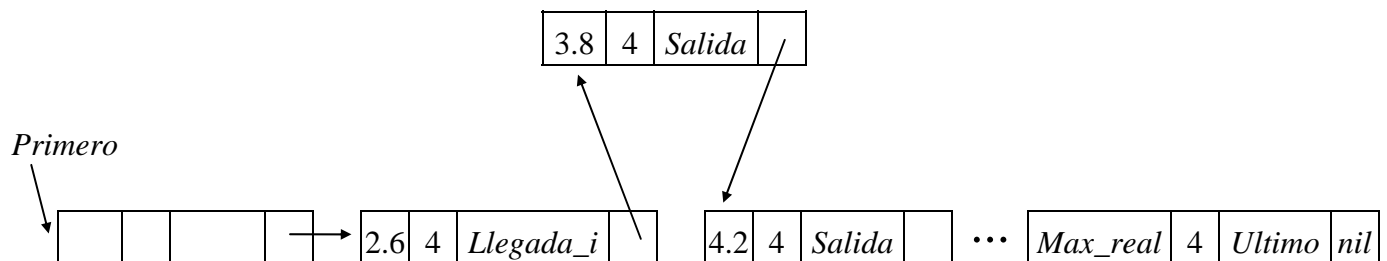 3.8 4 Salida
Primero
2.6 4 Llegada_i 4.2 4 Salida ••• Max_real 4 Ultimo nil